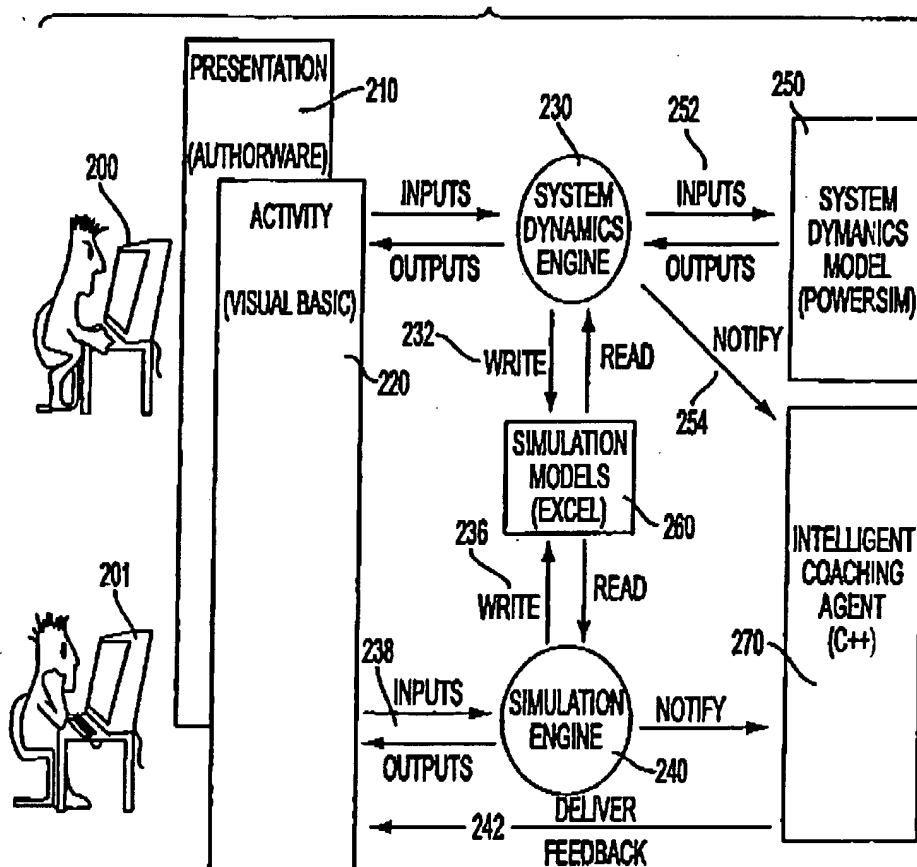 PRESENTATION
210
(AUTHORWARE)
200
ACTIVITY
(VISUAL BASIC)
220
INPUTS
OUTPUTS
230
SYSTEM
DYNAMICS
ENGINE
252
INPUTS
OUTPUTS
250
SYSTEM
DYMANICS
MODEL
(POWERSIM)
232
WRITE
READ
NOTIFY
254
SIMULATION
MODELS
(EXCEL)
260
236
WRITE
READ
INTELLIGENT
COACHING
AGENT
(C++)
270
201
238
INPUTS
OUTPUTS
SIMULATION
ENGINE
240
NOTIFY
242
DELIVER
FEEDBACK